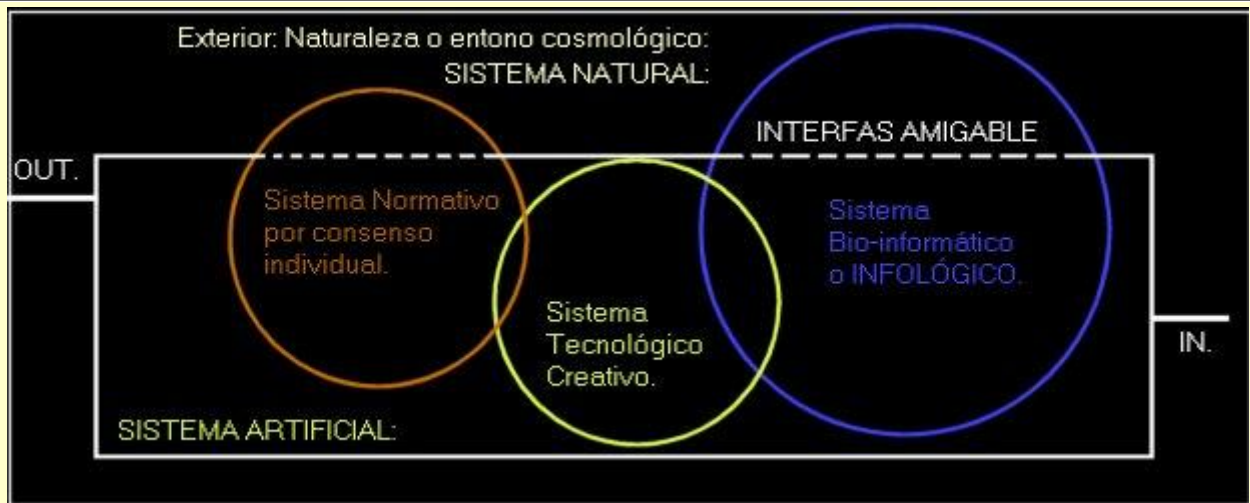 Exterior: Naturaleza o entono cosmológico:
SISTEMA NATURAL:
INTERFAS AMIGABLE
OUT.
Sistema Normativo
por consenso
individual.
Sistema
Bio-informático
o INFOLÓGICO.
Sistema
Tecnológico
Creativo.
IN.
SISTEMA ARTIFICIAL: